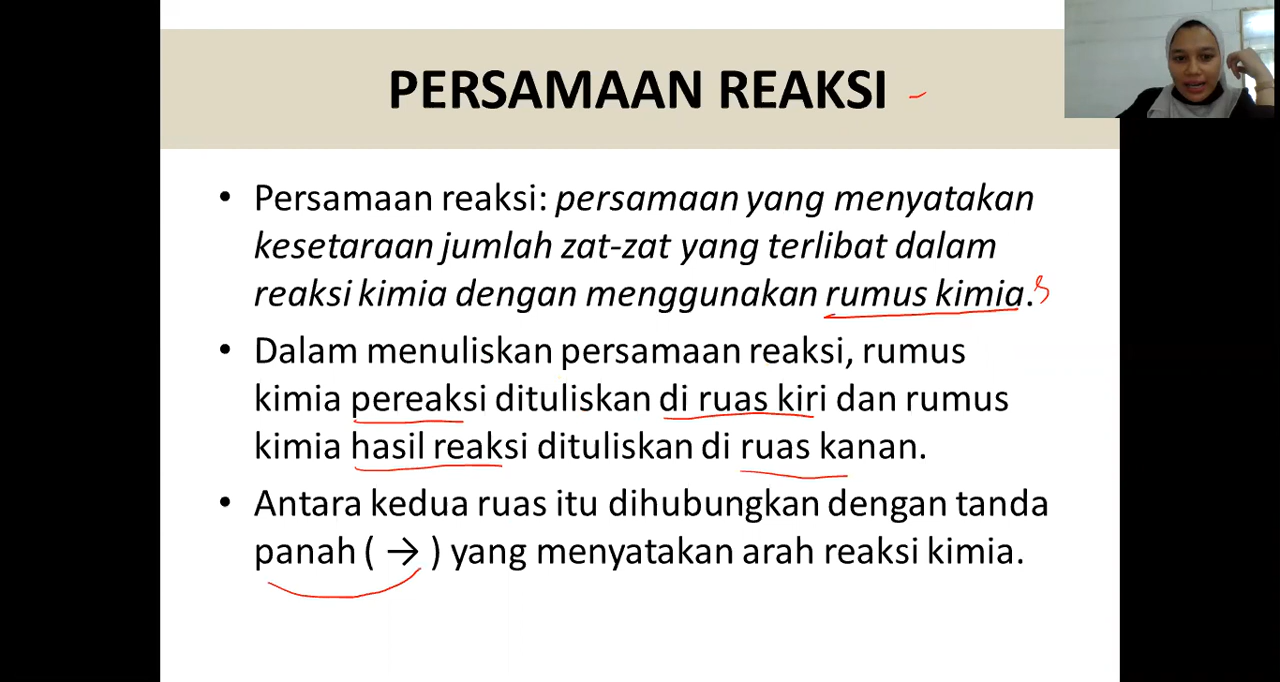 PERSAMAAN REAKSI
• Persamaan reaksi: persamaan yang menyatakan
kesetaraan jumlah zat-zat yang terlibat dalam
reaksi kimia dengan menggunakan rumus kimia.
• Dalam menuliskan persamaan reaksi, rumus
kimia pereaksi dituliskan di ruas kiri dan rumus
kimia hasil reaksi dituliskan di ruas kanan.
• Antara kedua ruas itu dihubungkan dengan tanda
panah ( → ) yang menyatakan arah reaksi kimia.